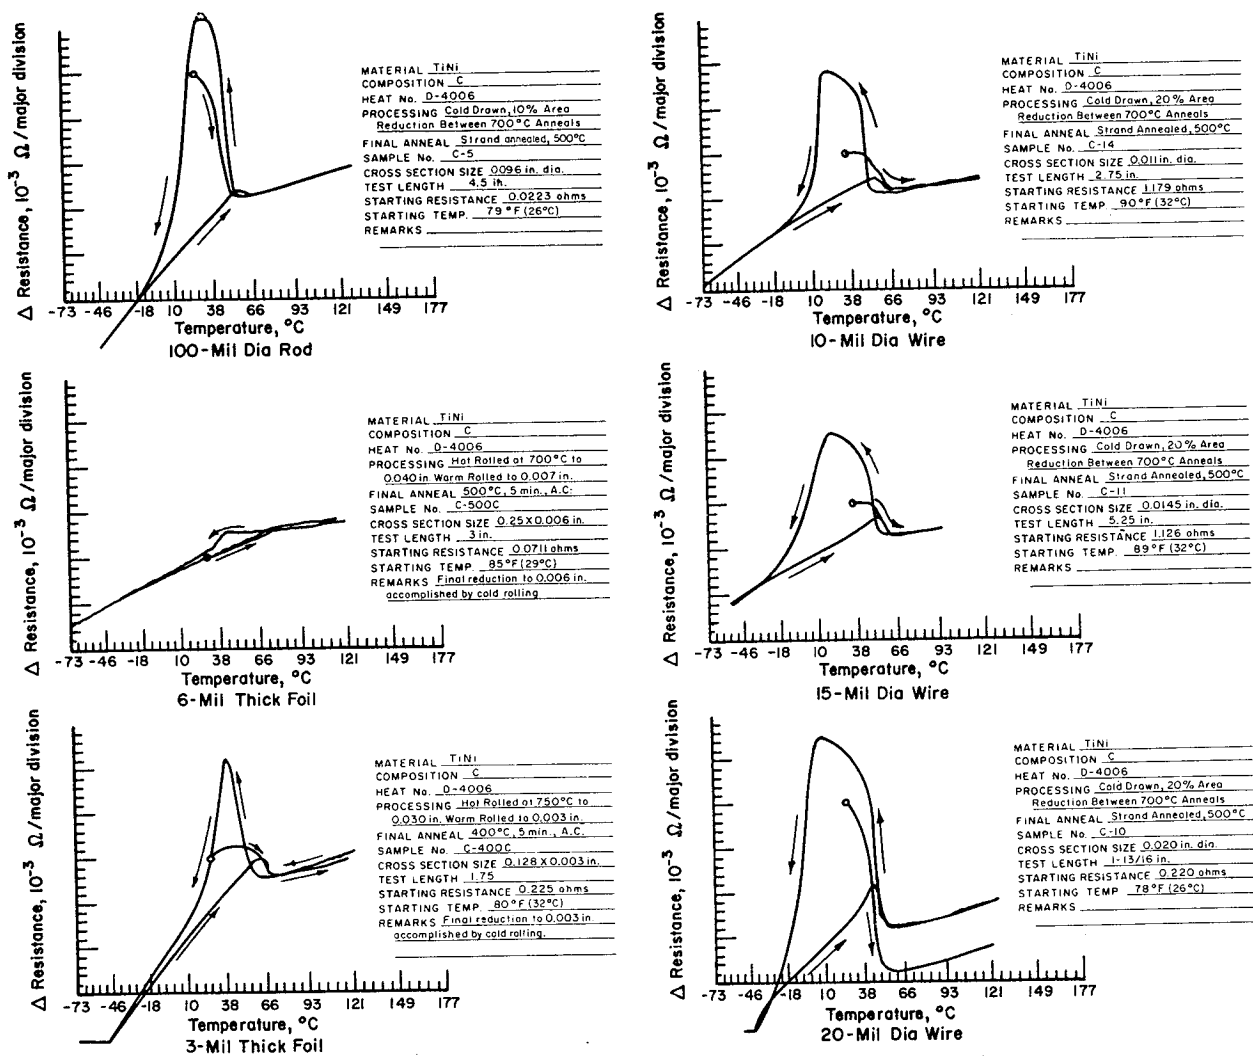 Δ Resistance, 10⁻³ Ω/major division
-73 -46 -18 10 38 66 93 121 149 177
Temperature, °C
100-Mil Dia Rod
MATERIAL TiNi
COMPOSITION C
HEAT No. D-4006
PROCESSING Cold Drawn, 10% Area
Reduction Between 700°C Anneals
FINAL ANNEAL Strand annealed, 500°C
SAMPLE No. C-5
CROSS SECTION SIZE 0.096 in. dia.
TEST LENGTH 4.5 in.
STARTING RESISTANCE 0.0223 ohms
STARTING TEMP. 79°F (26°C)
REMARKS
Δ Resistance, 10⁻³ Ω/major division
-73 -46 -18 10 38 66 93 121 149 177
Temperature, °C
10-Mil Dia Wire
MATERIAL TiNi
COMPOSITION C
HEAT No. D-4006
PROCESSING Cold Drawn, 20% Area
Reduction Between 700°C Anneals
FINAL ANNEAL Strand Annealed, 500°C
SAMPLE No. C-14
CROSS SECTION SIZE 0.011 in. dia.
TEST LENGTH 2.75 in.
STARTING RESISTANCE 1.179 ohms
STARTING TEMP. 90°F (32°C)
REMARKS
Δ Resistance, 10⁻³ Ω/major division
-73 -46 -18 10 38 66 93 121 149 177
Temperature, °C
6-Mil Thick Foil
MATERIAL TiNi
COMPOSITION C
HEAT No. D-4006
PROCESSING Hot Rolled at 700°C to
0.040 in. Warm Rolled to 0.007 in.
FINAL ANNEAL 500°C, 5 min., A.C.
SAMPLE No. C-500C
CROSS SECTION SIZE 0.25X0.006 in.
TEST LENGTH 3 in.
STARTING RESISTANCE 0.0711 ohms
STARTING TEMP. 85°F (29°C)
REMARKS Final reduction to 0.006 in.
accomplished by cold rolling
Δ Resistance, 10⁻³ Ω/major division
-73 -46 -18 10 38 66 93 121 149 177
Temperature, °C
15-Mil Dia Wire
MATERIAL TiNi
COMPOSITION C
HEAT No. D-4006
PROCESSING Cold Drawn, 20% Area
Reduction Between 700°C Anneals
FINAL ANNEAL Strand Annealed, 500°C
SAMPLE No. C-11
CROSS SECTION SIZE 0.0145 in. dia.
TEST LENGTH 5.25 in.
STARTING RESISTANCE 1.126 ohms
STARTING TEMP. 89°F (32°C)
REMARKS
Δ Resistance, 10⁻³ Ω/major division
-73 -46 -18 10 38 66 93 121 149 177
Temperature, °C
3-Mil Thick Foil
MATERIAL TiNi
COMPOSITION C
HEAT No. D-4006
PROCESSING Hot Rolled at 750°C to
0.030 in. Warm Rolled to 0.003 in.
FINAL ANNEAL 400°C, 5 min., A.C.
SAMPLE No. C-400C
CROSS SECTION SIZE 0.128X0.003 in.
TEST LENGTH 1.75
STARTING RESISTANCE 0.225 ohms
STARTING TEMP. 80°F (32°C)
REMARKS Final reduction to 0.003 in.
accomplished by cold rolling.
Δ Resistance, 10⁻³ Ω/major division
-73 -46 -18 10 38 66 93 121 149 177
Temperature, °C
20-Mil Dia Wire
MATERIAL TiNi
COMPOSITION C
HEAT No. D-4006
PROCESSING Cold Drawn, 20% Area
Reduction Between 700°C Anneals
FINAL ANNEAL Strand Annealed, 500°C
SAMPLE No. C-10
CROSS SECTION SIZE 0.020 in. dia.
TEST LENGTH 1-13/16 in.
STARTING RESISTANCE 0.220 ohms
STARTING TEMP 78°F (26°C)
REMARKS